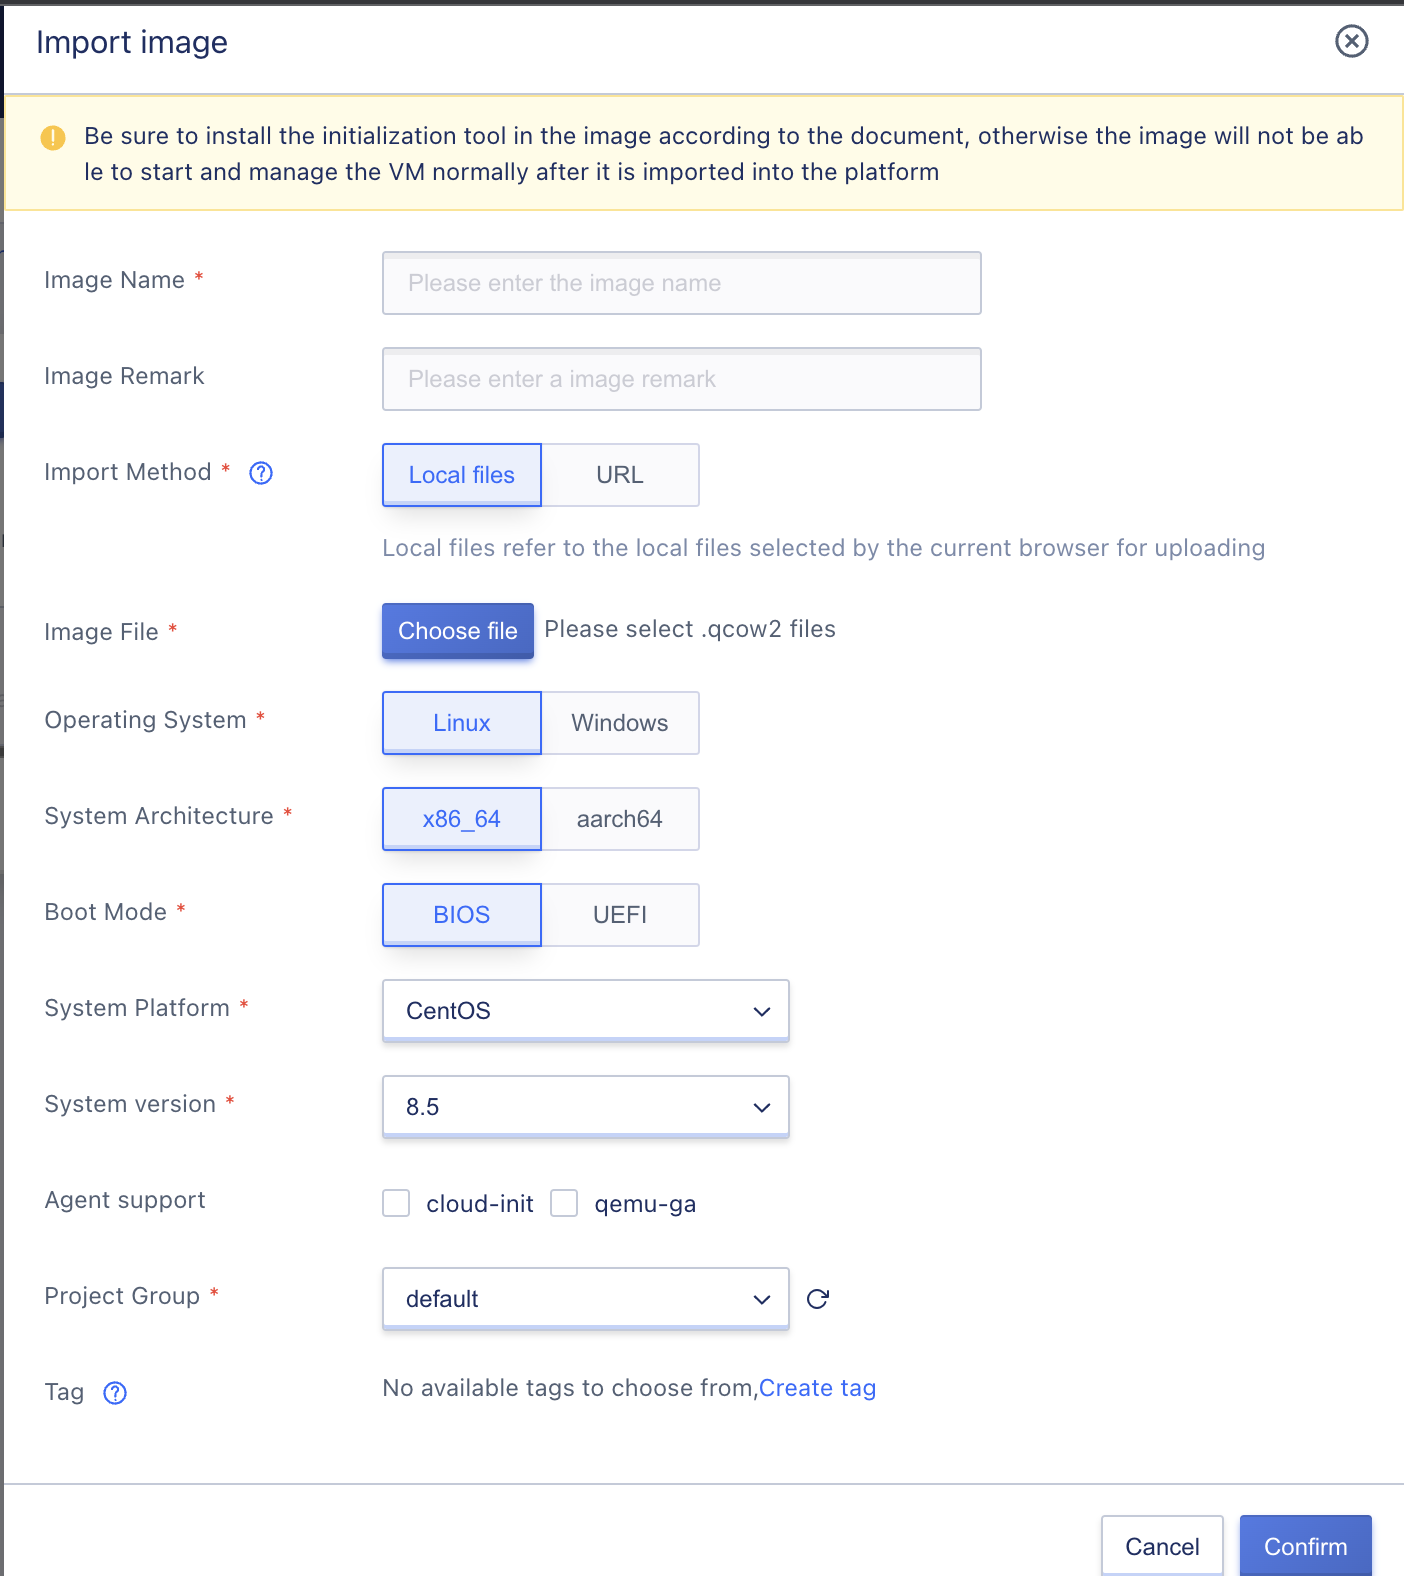 Import image
Be sure to install the initialization tool in the image according to the document, otherwise the image will not be ab
le to start and manage the VM normally after it is imported into the platform
Image Name *
Please enter the image name
Image Remark
Please enter a image remark
Import Method *
Local files
URL
Local files refer to the local files selected by the current browser for uploading
Image File *
Choose file
Please select .qcow2 files
Operating System *
Linux
Windows
System Architecture *
x86_64
aarch64
Boot Mode *
BIOS
UEFI
System Platform *
CentOS
System version *
8.5
Agent support
cloud-init
qemu-ga
Project Group *
default
Tag
No available tags to choose from,Create tag
Cancel
Confirm